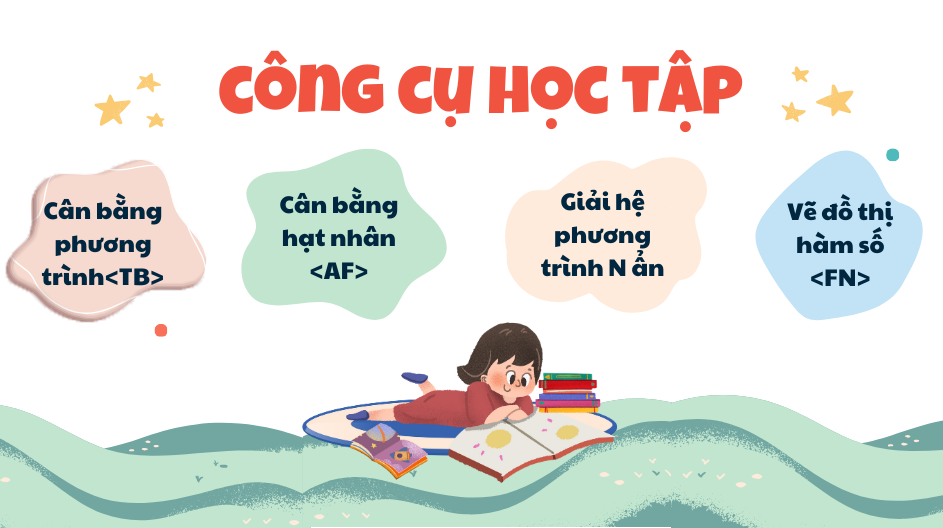 CÔNG CỤ HỌC TẬP
Cân bằng
phương
trình<TB>
Cân bằng
hạt nhân
<AF>
Giải hệ
phương
trình N ẩn
Vẽ đồ thị
hàm số
<FN>